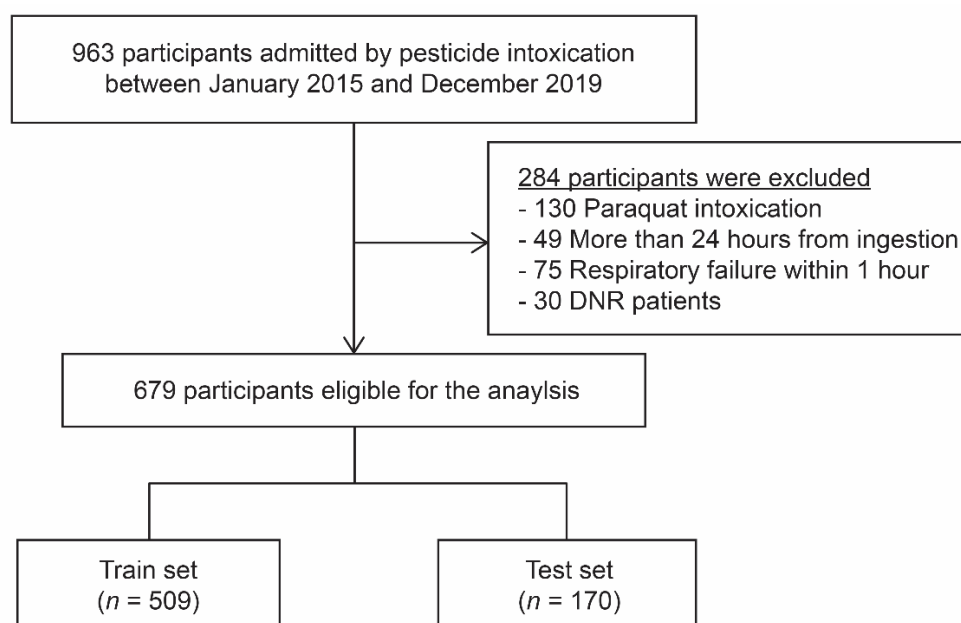 963 participants admitted by pesticide intoxication
between January 2015 and December 2019
284 participants were excluded
- 130 Paraquat intoxication
- 49 More than 24 hours from ingestion
- 75 Respiratory failure within 1 hour
- 30 DNR patients
679 participants eligible for the anaylsis
Train set
(n = 509)
Test set
(n = 170)